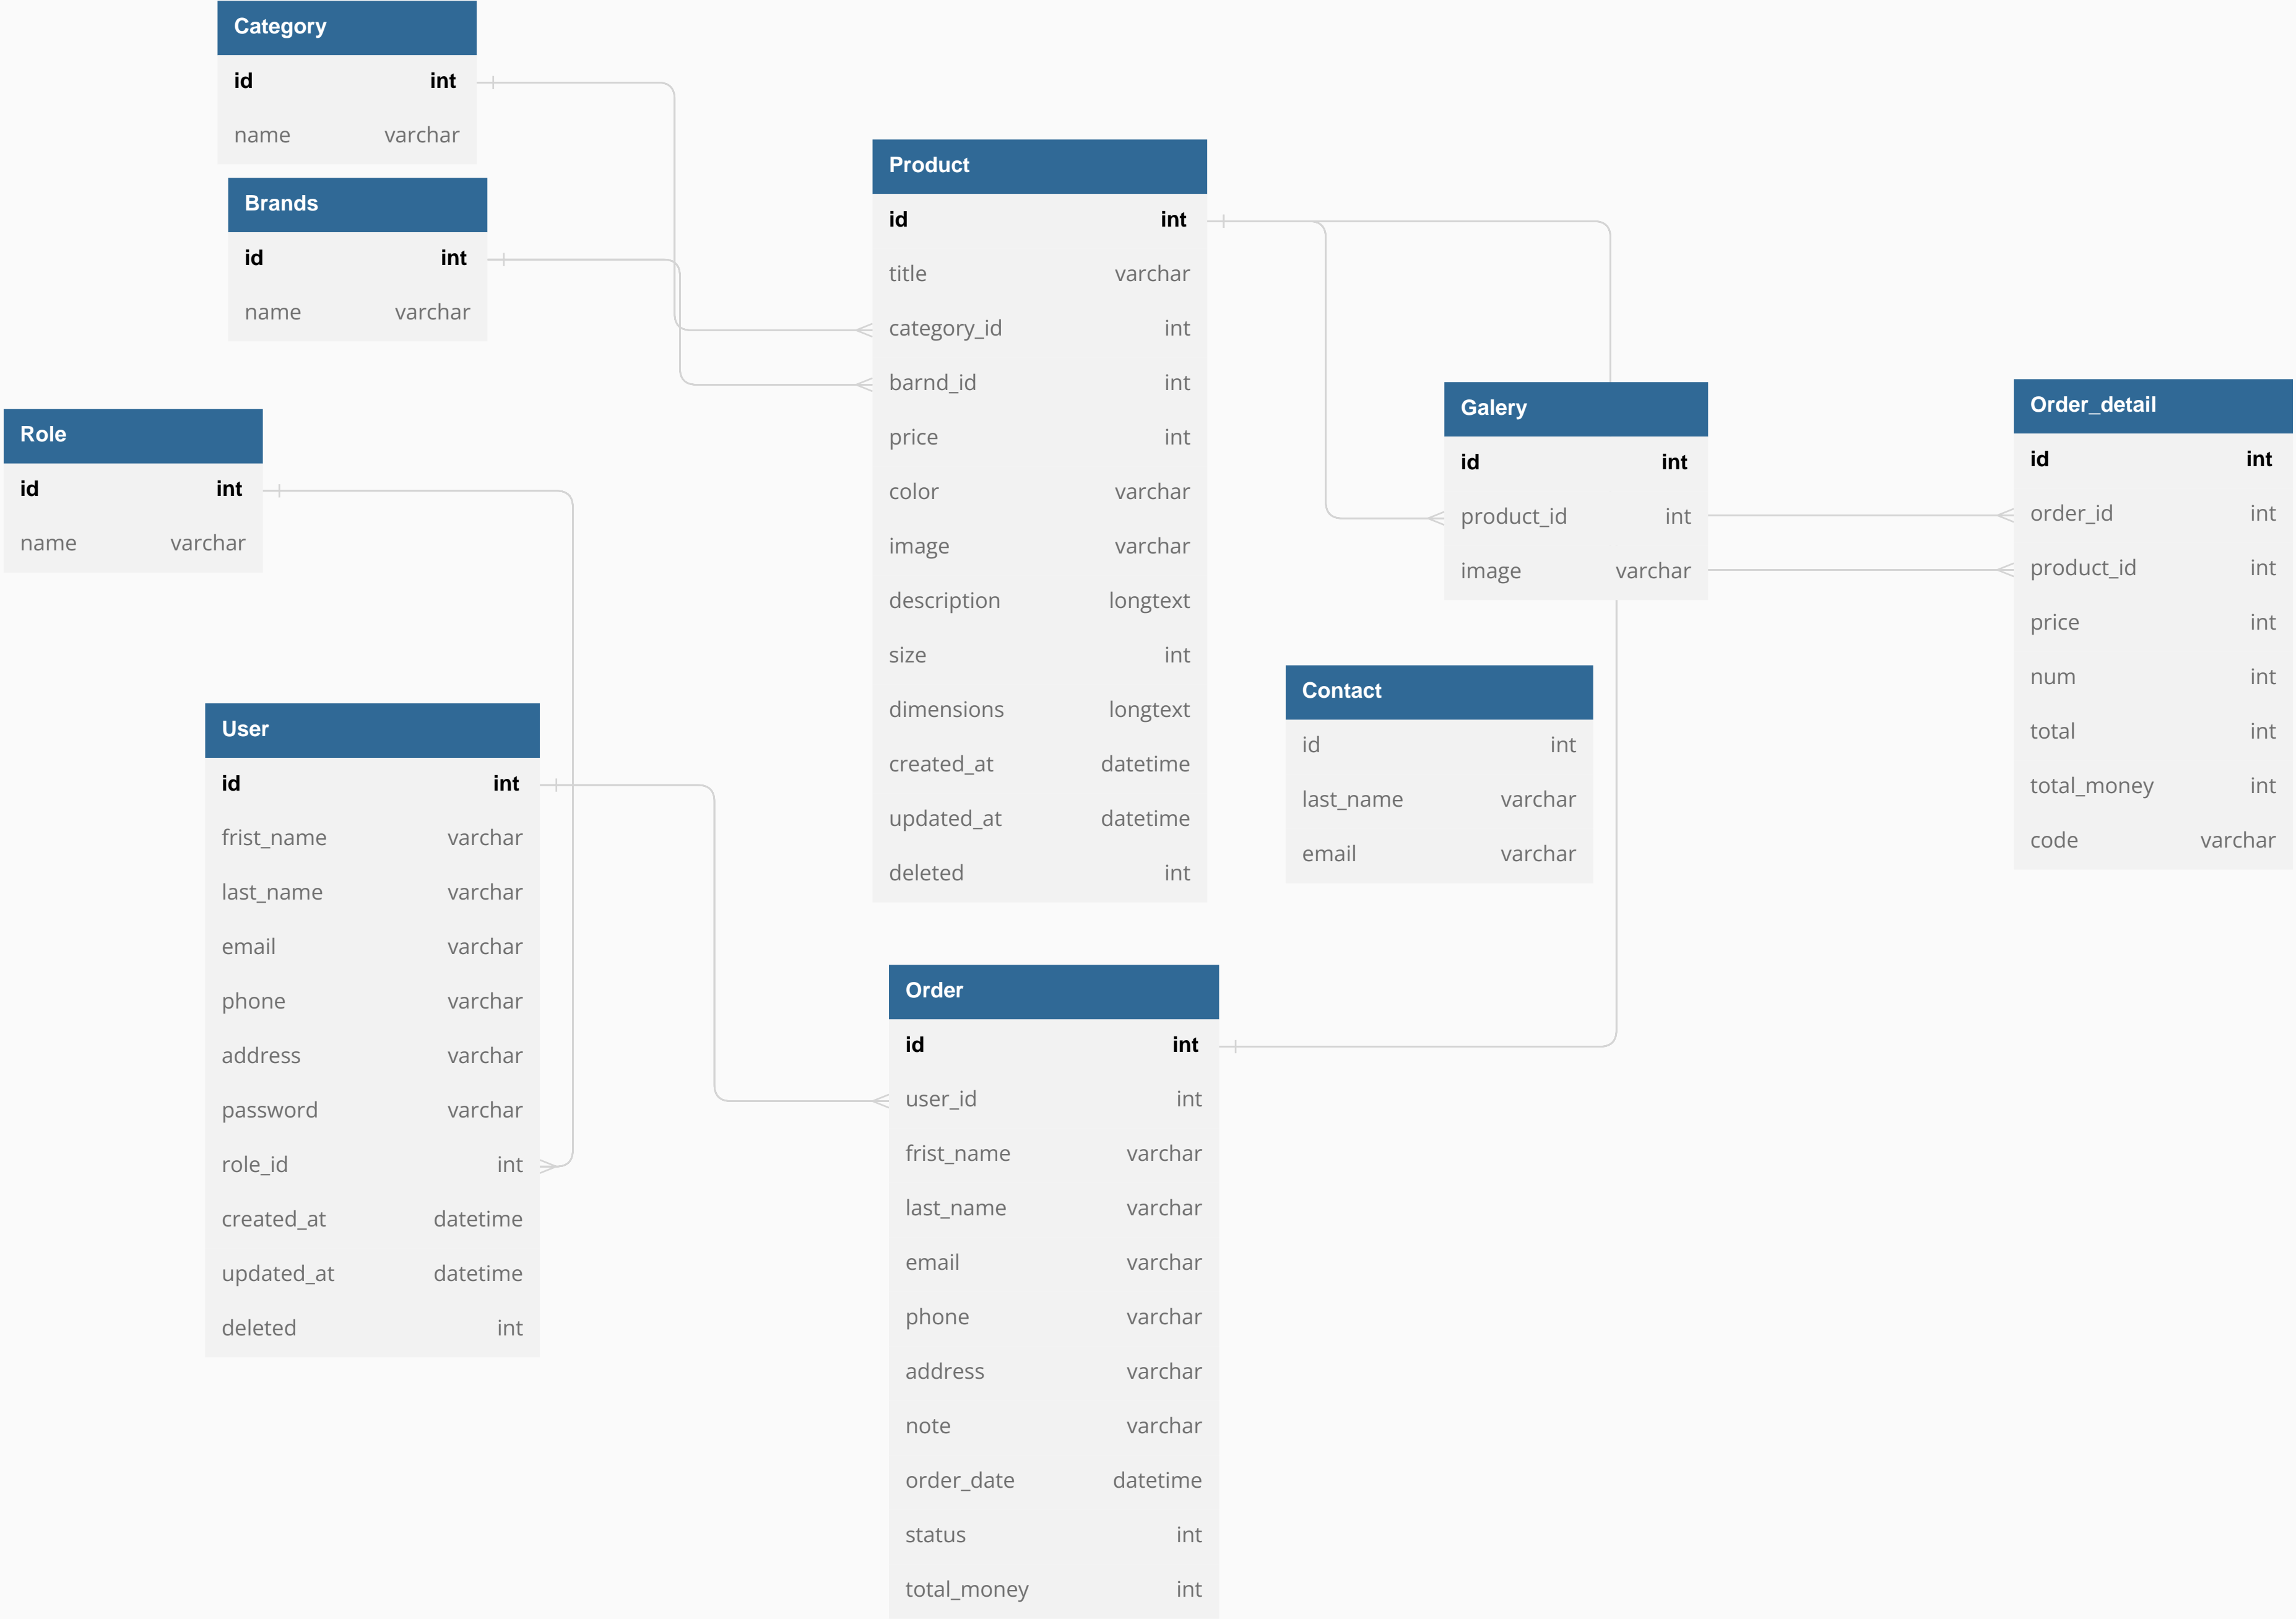 Category
id int
name varchar
Brands
id int
name varchar
Role
id int
name varchar
User
id int
frist_name varchar
last_name varchar
email varchar
phone varchar
address varchar
password varchar
role_id int
created_at datetime
updated_at datetime
deleted int
Product
id int
title varchar
category_id int
barnd_id int
price int
color varchar
image varchar
description longtext
size int
dimensions longtext
created_at datetime
updated_at datetime
deleted int
Order
id int
user_id int
frist_name varchar
last_name varchar
email varchar
phone varchar
address varchar
note varchar
order_date datetime
status int
total_money int
Galery
id int
product_id int
image varchar
Contact
id int
last_name varchar
email varchar
Order_detail
id int
order_id int
product_id int
price int
num int
total int
total_money int
code varchar